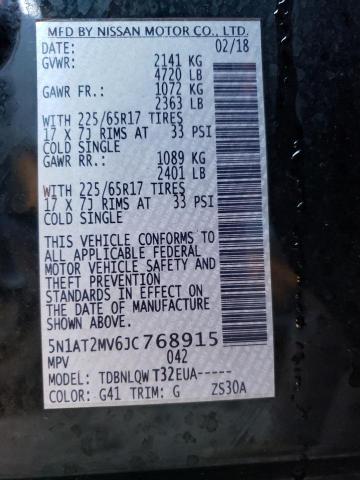 MFD BY NISSAN MOTOR CO., LTD.
DATE: 02/18
GVWR: 2141 KG
4720 LB
GAWR FR: 1072 KG
2363 LB
WITH 225/65R17 TIRES
17 X 7J RIMS AT 33 PSI
COLD SINGLE
GAWR RR: 1089 KG
2401 LB
WITH 225/65R17 TIRES
17 X 7J RIMS AT 33 PSI
COLD SINGLE
THIS VEHICLE CONFORMS TO
ALL APPLICABLE FEDERAL
MOTOR VEHICLE SAFETY AND
THEFT PREVENTION
STANDARDS IN EFFECT ON THE
DATE OF MANUFACTURE
SHOWN ABOVE.
5N1AT2MV6JC768915
MPV 042
MODEL: TDBNLQW T32EUA-----
COLOR: G41 TRIM: G ZS30A